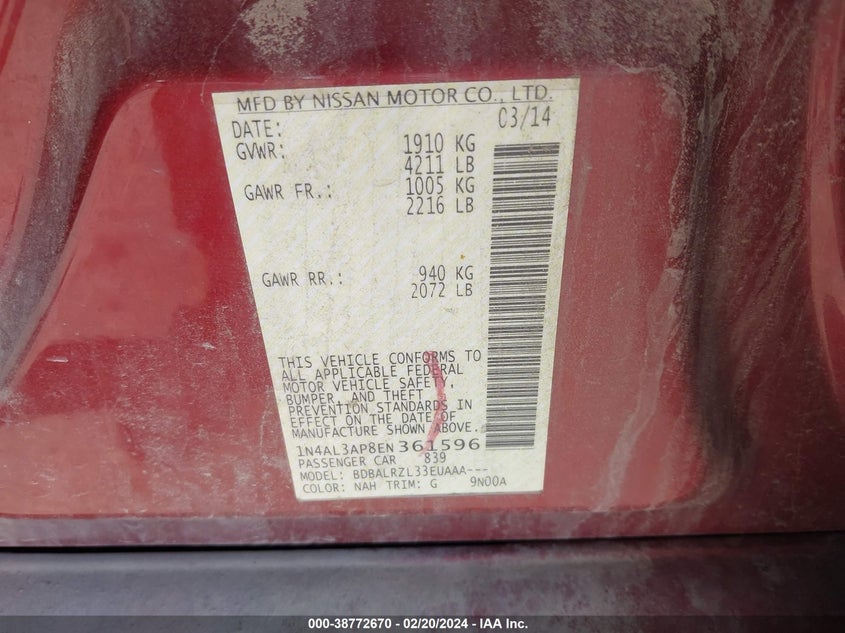 MFD BY NISSAN MOTOR CO., LTD.
DATE: 03/14
GVWR: 1910 KG
4211 LB
GAWR FR.: 1005 KG
2216 LB
GAWR RR.: 940 KG
2072 LB
THIS VEHICLE CONFORMS TO
ALL APPLICABLE FEDERAL
MOTOR VEHICLE SAFETY,
BUMPER, AND THEFT
PREVENTION STANDARDS IN
EFFECT ON THE DATE OF
MANUFACTURE SHOWN ABOVE.
1N4AL3AP8EN361596
PASSENGER CAR 839
MODEL: BDBALRZL33EUAAA---
COLOR: NAH TRIM: G 9N00A
000-38772670 - 02/20/2024 - IAA Inc.